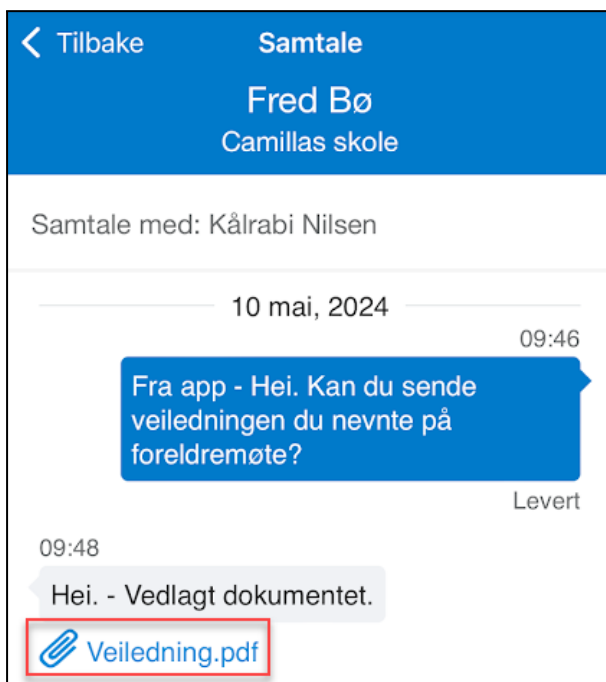 Tilbake Samtale
Fred Bø
Camillas skole
Samtale med: Kålrabi Nilsen
10 mai, 2024
09:46
Fra app - Hei. Kan du sende
veiledningen du nevnte på
foreldremøte?
Levert
09:48
Hei. - Vedlagt dokumentet.
Veiledning.pdf